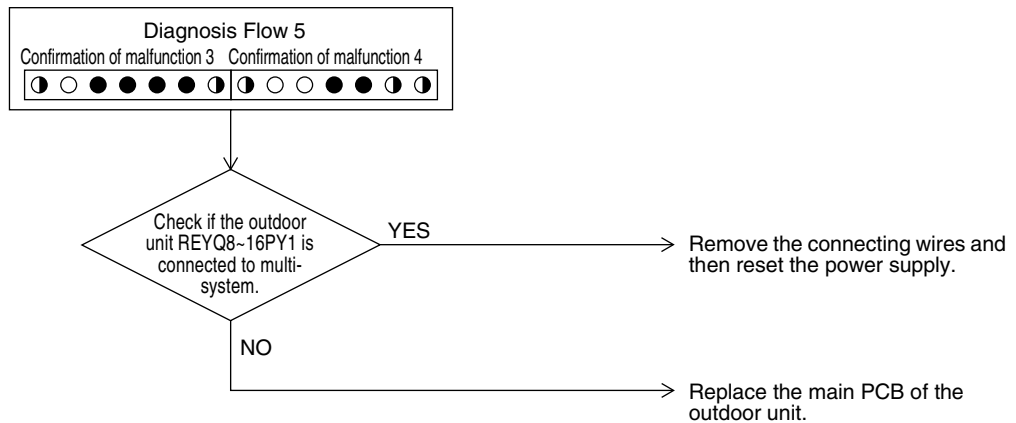 Diagnosis Flow 5
Confirmation of malfunction 3 Confirmation of malfunction 4
Check if the outdoor
unit REYQ8~16PY1 is
connected to multi-
system.
YES
Remove the connecting wires and
then reset the power supply.
NO
Replace the main PCB of the
outdoor unit.